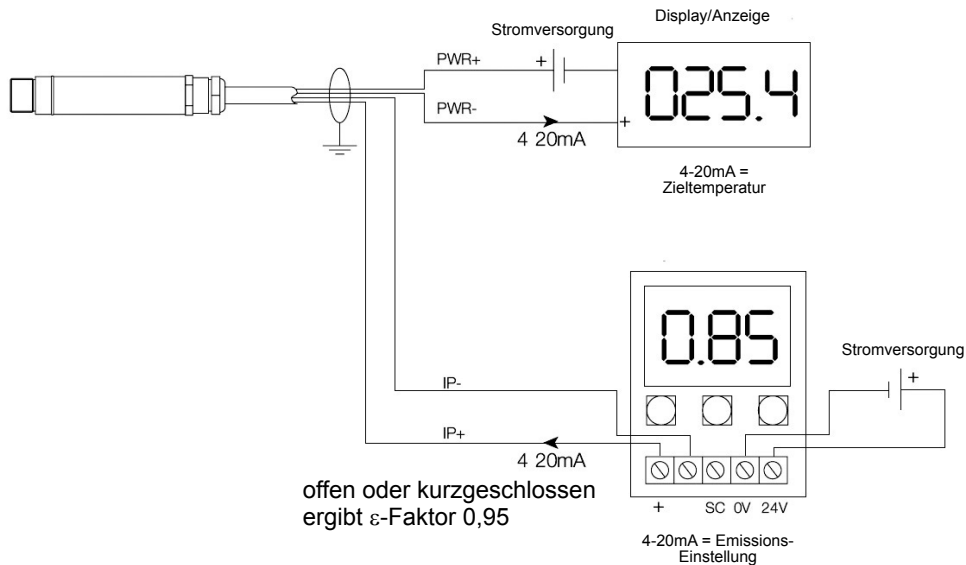 Display/Anzeige
Stromversorgung
PWR+
+
025.4
PWR-
+
4 20mA
4-20mA =
Zieltemperatur
0.85
Stromversorgung
+
IP-
IP+
4 20mA
offen oder kurzgeschlossen
ergibt ε-Faktor 0,95
+ SC 0V 24V
4-20mA = Emissions-
Einstellung